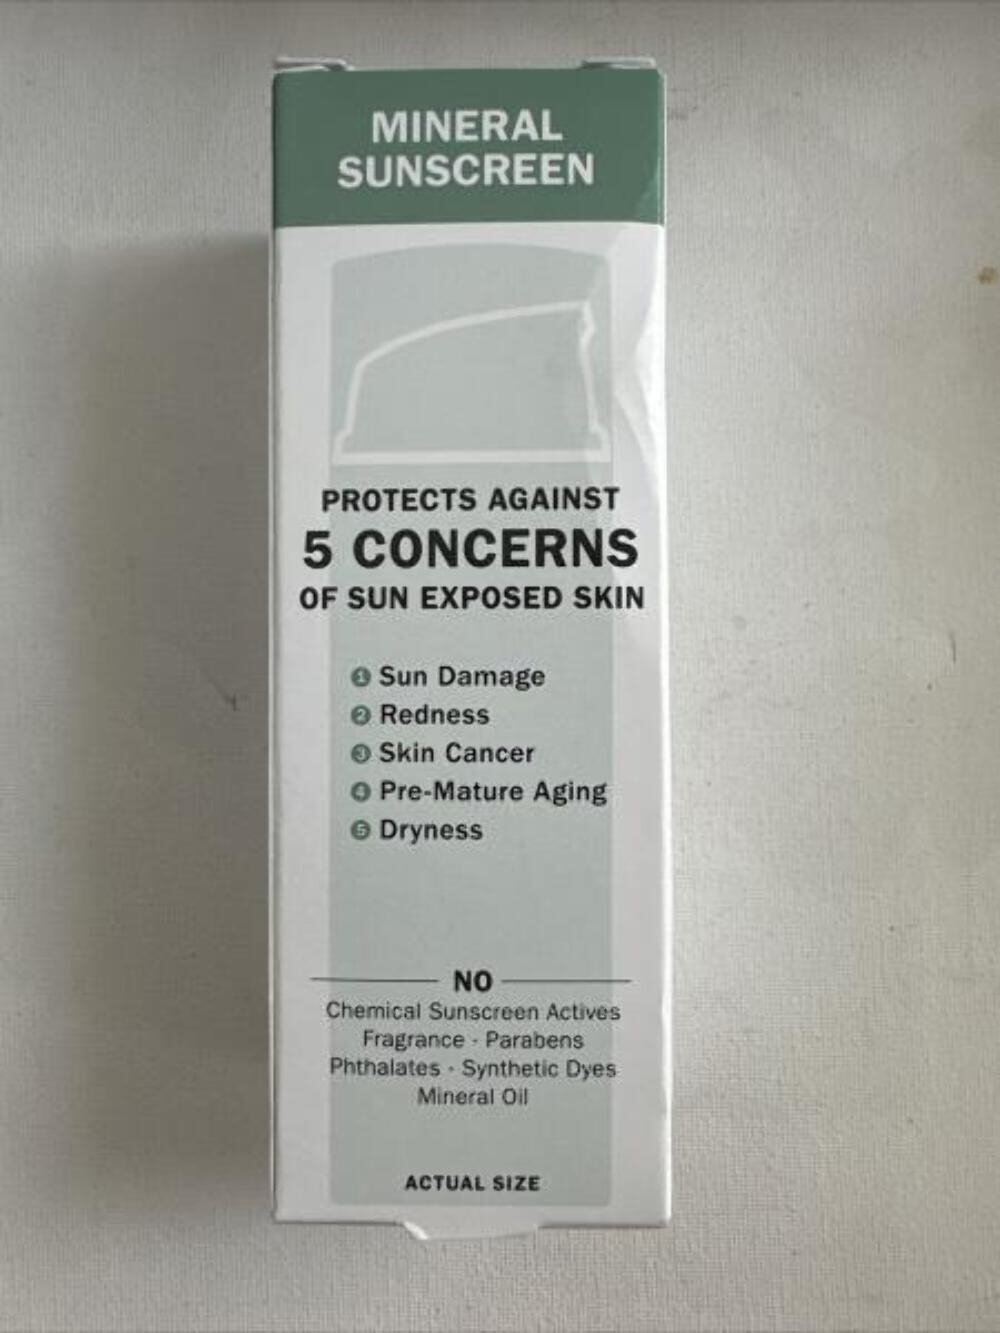 MINERAL
SUNSCREEN
PROTECTS AGAINST
5 CONCERNS
OF SUN EXPOSED SKIN
1 Sun Damage
2 Redness
3 Skin Cancer
4 Pre-Mature Aging
5 Dryness
NO
Chemical Sunscreen Actives
Fragrance · Parabens
Phthalates · Synthetic Dyes
Mineral Oil
ACTUAL SIZE